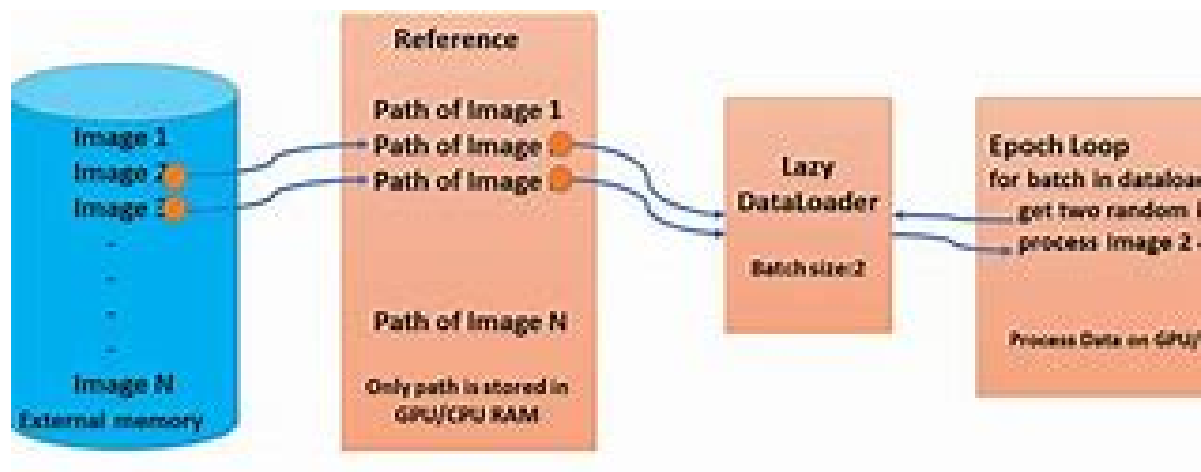 Image 1
Image 2
Image 3
Image N
External memory
Reference
Path of Image 1
Path of Image
Path of Image
Path of Image N
Only path is stored in
GPU/CPU RAM
Lazy
DataLoader
Batch size:2
Epoch Loop
for batch in dataloa
get two random
process Image 2
Process Data on GPU/